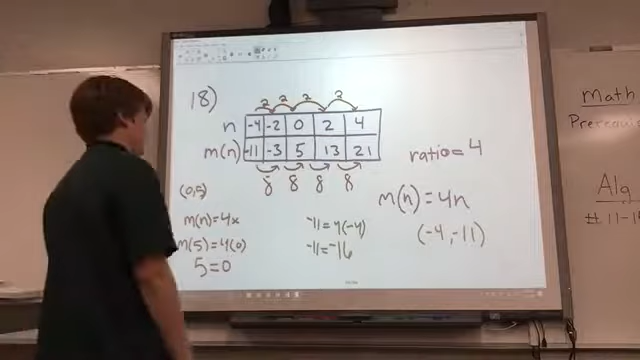 18)
2 2 2 2
n -4 -2 0 2 4
m(n) -11 -3 5 13 21
8 8 8 8
ratio=4
(0,5)
m(n)=4x
m(5)=4(0)
5=0
-11=4(-4)
-11=-16
m(n)=4n
(-4,-11)
Math
Prerequis
Alg
#11-1